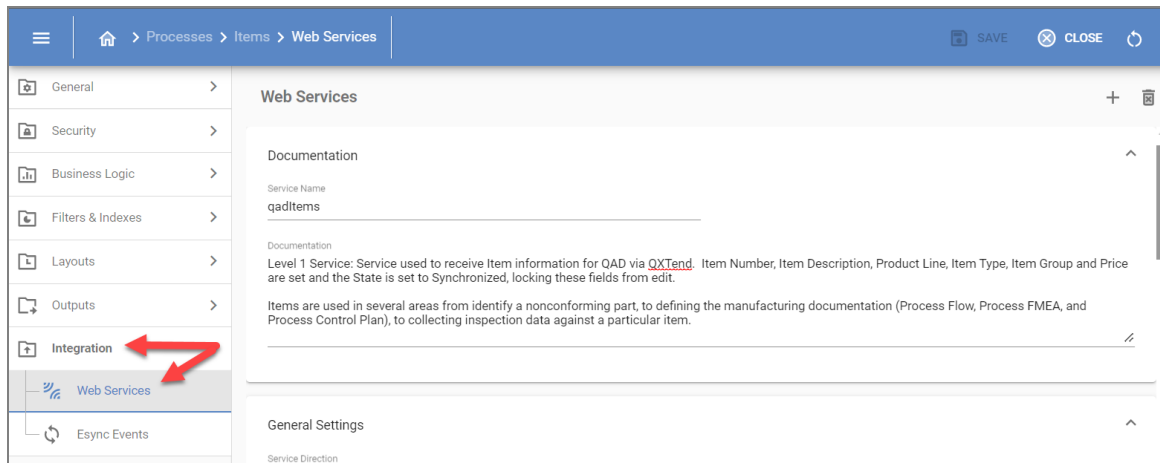 Processes > Items > Web Services
SAVE
CLOSE
General
Security
Business Logic
Filters & Indexes
Layouts
Outputs
Integration
Web Services
Esync Events
Web Services
Documentation
Service Name
qadItems
Documentation
Level 1 Service: Service used to receive Item information for QAD via QXTend.  Item Number, Item Description, Product Line, Item Type, Item Group and Price
are set and the State is set to Synchronized, locking these fields from edit.
Items are used in several areas from identify a nonconforming part, to defining the manufacturing documentation (Process Flow, Process FMEA, and
Process Control Plan), to collecting inspection data against a particular item.
General Settings
Service Direction